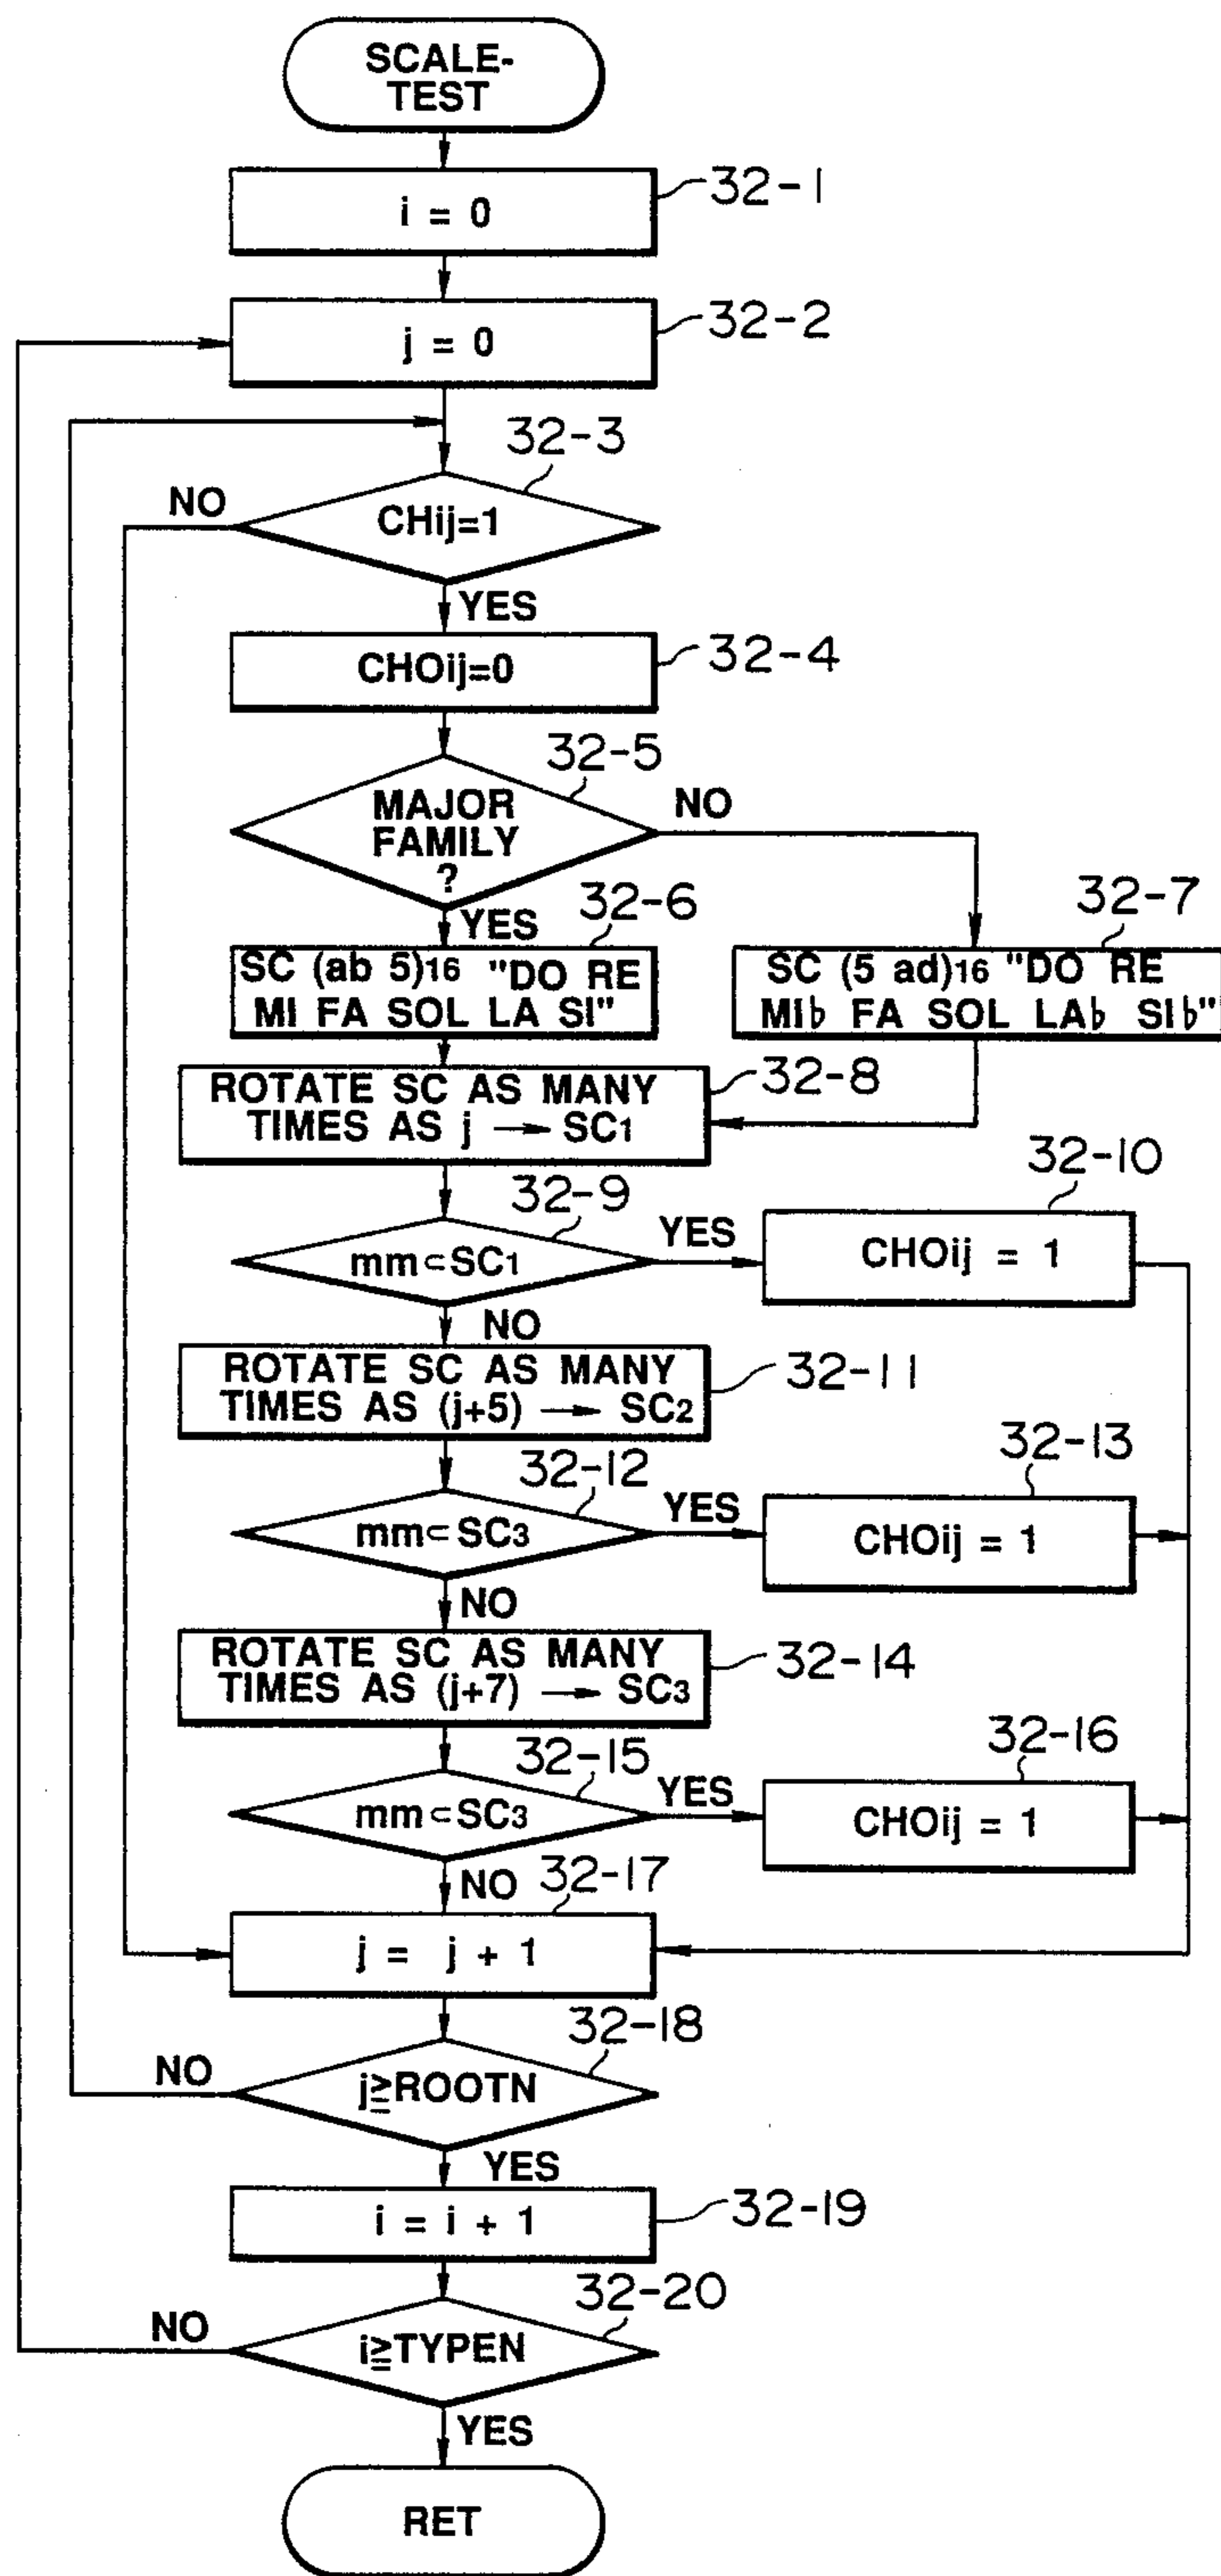 SCALE-
TEST
32-1
i = 0
32-2
j = 0
32-3
NO
CHij=1
YES
32-4
CHOij=0
32-5
MAJOR
FAMILY
?
NO
YES
32-6
32-7
SC (ab 5)16 "DO RE
MI FA SOL LA SI"
SC (5 ad)16 "DO RE
MI♭ FA SOL LA♭ SI♭"
32-8
ROTATE SC AS MANY
TIMES AS j → SC1
32-9
32-10
mm⊂SC1
YES
CHOij = 1
NO
32-11
ROTATE SC AS MANY
TIMES AS (j+5) → SC2
32-12
32-13
mm⊂SC3
YES
CHOij = 1
NO
32-14
ROTATE SC AS MANY
TIMES AS (j+7) → SC3
32-15
32-16
mm⊂SC3
YES
CHOij = 1
NO
32-17
j = j + 1
32-18
NO
j≧ROOTN
YES
32-19
i = i + 1
32-20
NO
i≧TYPEN
YES
RET